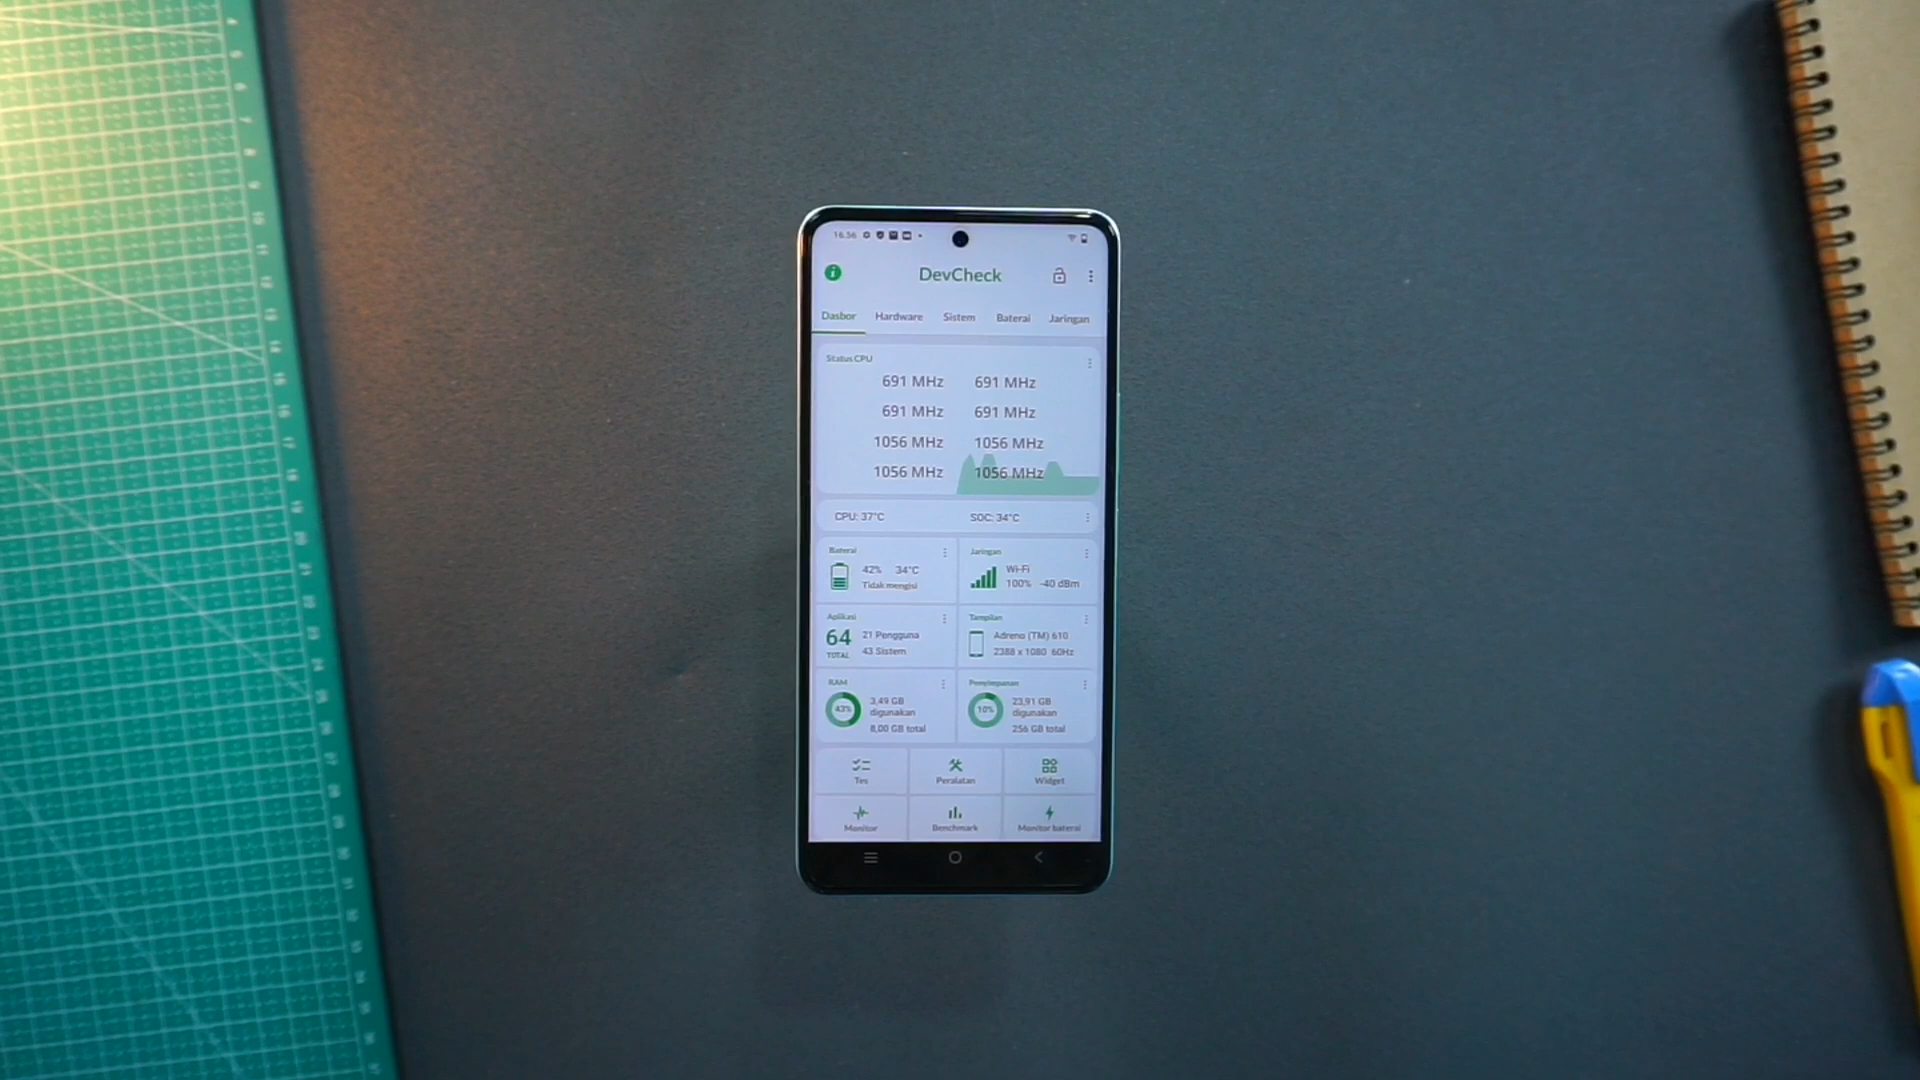 16.56
DevCheck
Dasbor Hardware Sistem Baterai Jaringan
Status CPU
691 MHz 691 MHz
691 MHz 691 MHz
1056 MHz 1056 MHz
1056 MHz 1056 MHz
CPU: 37°C SOC: 34°C
Baterai
42% 34°C
Tidak mengisi
Jaringan
Wi-Fi
100% -40 dBm
Aplikasi
64
TOTAL
21 Pengguna
43 Sistem
Tampilan
Adreno (TM) 610
2388 x 1080 60Hz
RAM
43%
3,49 GB
digunakan
8,00 GB total
Penyimpanan
10%
23,91 GB
digunakan
256 GB total
Tes Peralatan Widget
Monitor Benchmark Monitor baterai